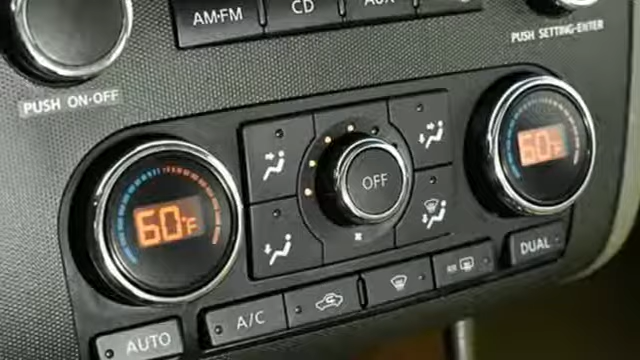 AM·FM
CD
AUX
PUSH SETTING·ENTER
PUSH ON·OFF
60°F
OFF
60°F
A/C
AUTO
DUAL